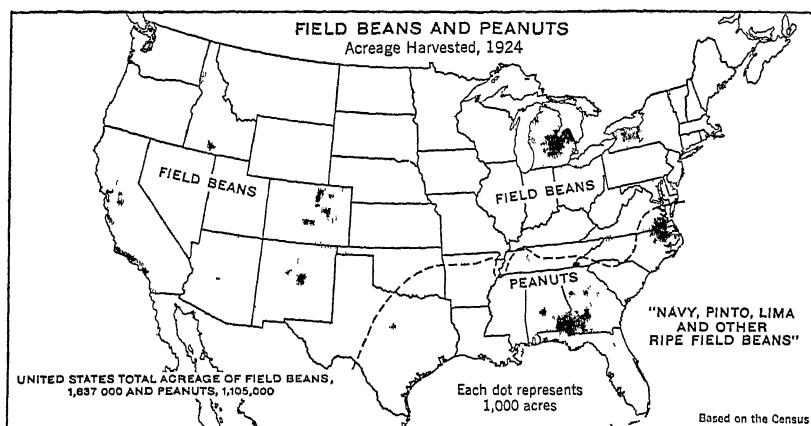 FIELD BEANS AND PEANUTS
Acreage Harvested, 1924
FIELD BEANS
FIELD BEANS
PEANUTS
"NAVY, PINTO, LIMA
AND OTHER
RIPE FIELD BEANS"
UNITED STATES TOTAL ACREAGE OF FIELD BEANS,
1,637 000 AND PEANUTS, 1,105,000
Each dot represents
1,000 acres
Based on the Census